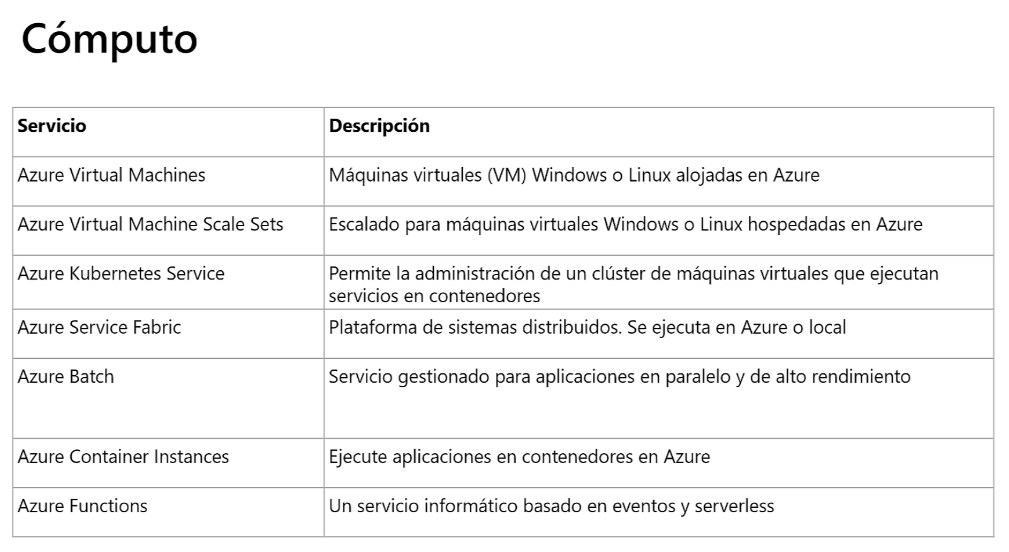 Cómputo
Servicio
Descripción
Azure Virtual Machines
Máquinas virtuales (VM) Windows o Linux alojadas en Azure
Azure Virtual Machine Scale Sets
Escalado para máquinas virtuales Windows o Linux hospedadas en Azure
Azure Kubernetes Service
Permite la administración de un clúster de máquinas virtuales que ejecutan
servicios en contenedores
Azure Service Fabric
Plataforma de sistemas distribuidos. Se ejecuta en Azure o local
Azure Batch
Servicio gestionado para aplicaciones en paralelo y de alto rendimiento
Azure Container Instances
Ejecute aplicaciones en contenedores en Azure
Azure Functions
Un servicio informático basado en eventos y serverless